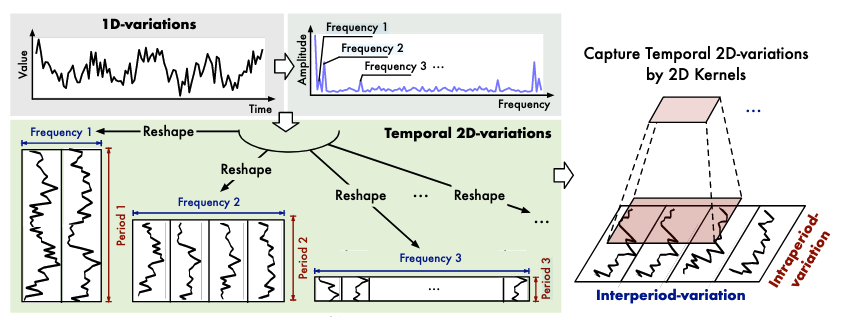 1D-variations
Value
Time
Amplitude
Frequency 1
Frequency 2
Frequency 3 ...
Frequency
Capture Temporal 2D-variations
by 2D Kernels
...
Temporal 2D-variations
Frequency 1
Reshape
Reshape
Reshape
...
Reshape
...
Period 1
Frequency 2
Period 2
Frequency 3
...
Period 3
Interperiod-variation
Intraperiod-
variation